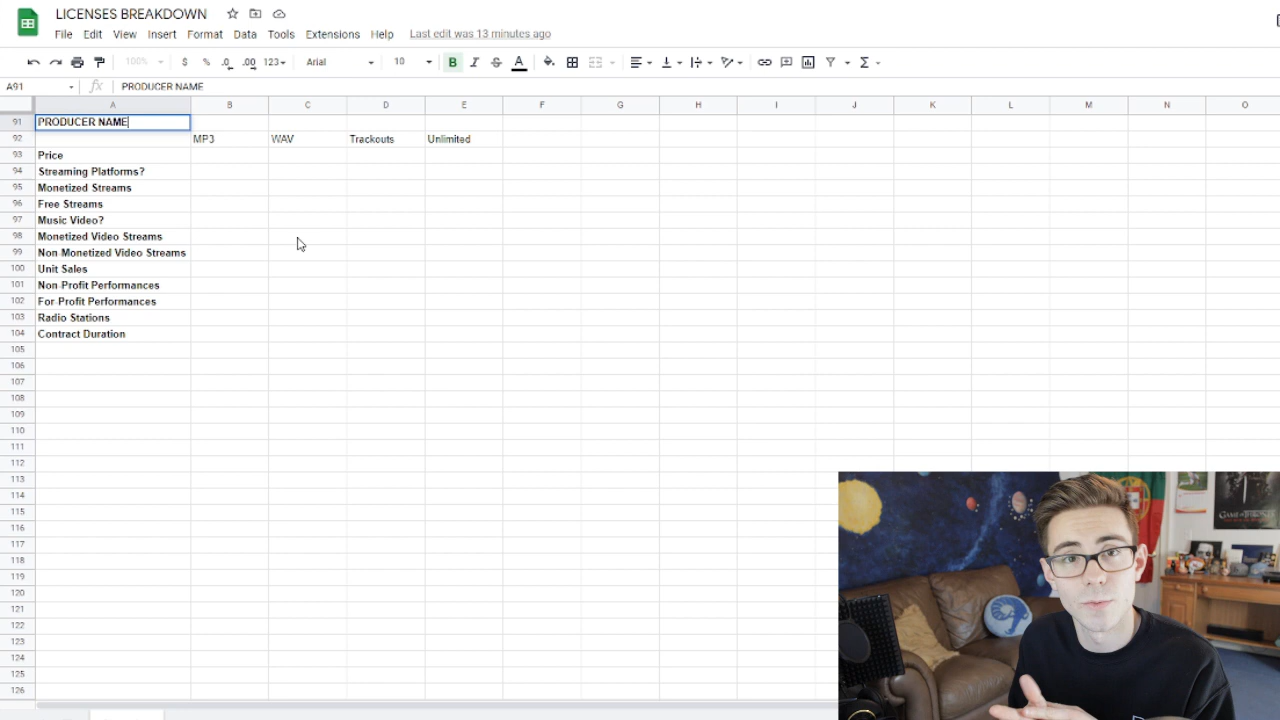 LICENSES BREAKDOWN
File Edit View Insert Format Data Tools Extensions Help Last edit was 13 minutes ago
100% $ % .0 .00 123 Arial 10 B I S A
A91 fx PRODUCER NAME
A B C D E F G H I J K L M N O
91 PRODUCER NAME
92 MP3 WAV Trackouts Unlimited
93 Price
94 Streaming Platforms?
95 Monetized Streams
96 Free Streams
97 Music Video?
98 Monetized Video Streams
99 Non Monetized Video Streams
100 Unit Sales
101 Non-Profit Performances
102 For-Profit Performances
103 Radio Stations
104 Contract Duration
105
106
107
108
109
110
111
112
113
114
115
116
117
118
119
120
121
122
123
124
125
126
GAME OF THRONES